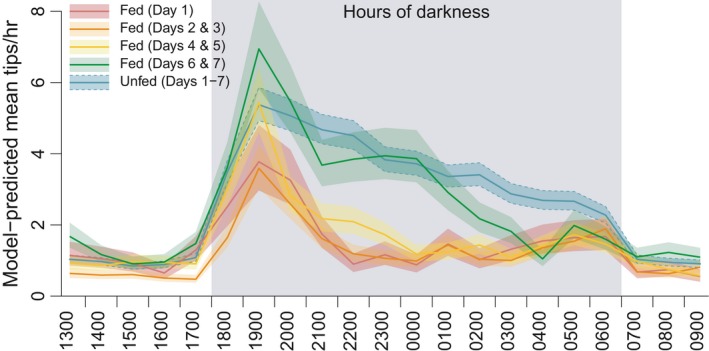 Hours of darkness
Fed (Day 1)
Fed (Days 2 & 3)
Fed (Days 4 & 5)
Fed (Days 6 & 7)
Unfed (Days 1–7)
Model–predicted mean tips/hr
8
6
4
2
0
1300 1400 1500 1600 1700 1800 1900 2000 2100 2200 2300 0000 0100 0200 0300 0400 0500 0600 0700 0800 0900